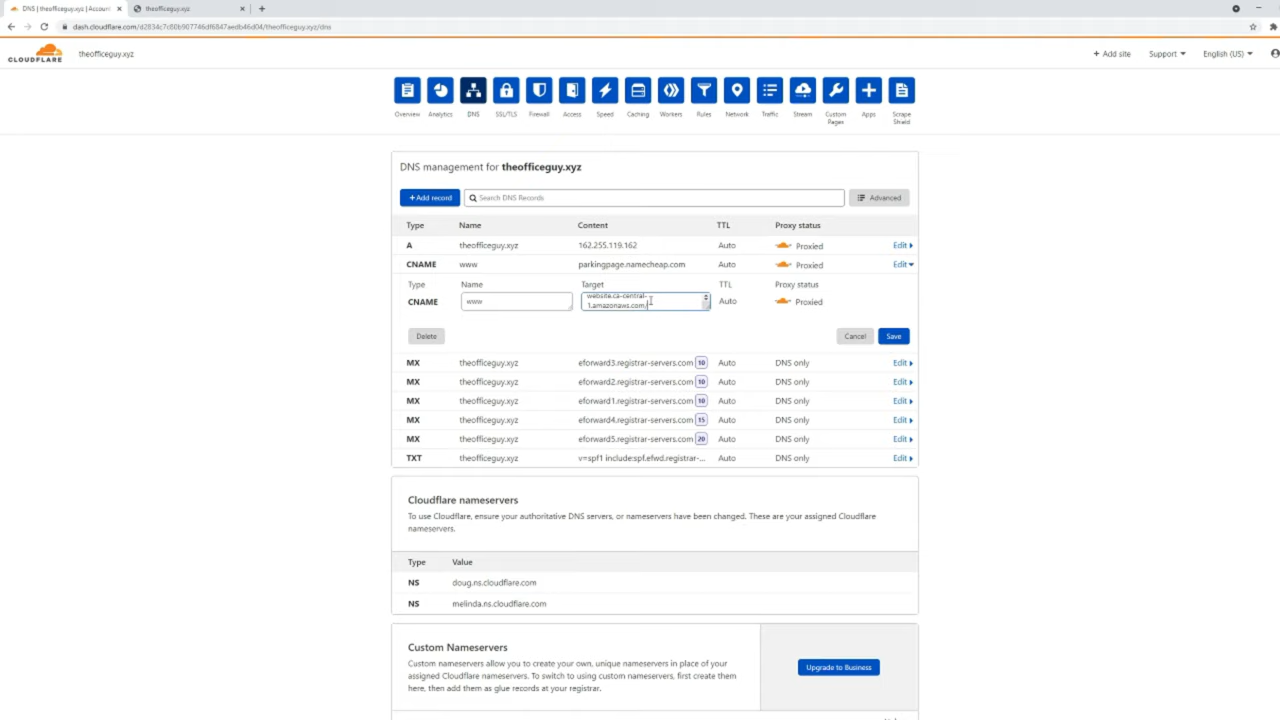 DNS | theofficeguy.xyz | Account
theofficeguy.xyz
dash.cloudflare.com/d2834c7c80b907746df6847aedb46d04/theofficeguy.xyz/dns
CLOUDFLARE
theofficeguy.xyz
+ Add site
Support
English (US)
Overview
Analytics
DNS
SSL/TLS
Firewall
Access
Speed
Caching
Workers
Rules
Network
Traffic
Stream
Custom Pages
Apps
Scrape Shield
DNS management for theofficeguy.xyz
+ Add record
Search DNS Records
Advanced
Type Name Content TTL Proxy status
A theofficeguy.xyz 162.255.119.162 Auto Proxied Edit
CNAME www parkingpage.namecheap.com Auto Proxied Edit
Type Name Target TTL Proxy status
CNAME www website.ca-central- Auto Proxied
1.amazonaws.com/
Delete Cancel Save
MX theofficeguy.xyz eforward3.registrar-servers.com 10 Auto DNS only Edit
MX theofficeguy.xyz eforward2.registrar-servers.com 10 Auto DNS only Edit
MX theofficeguy.xyz eforward1.registrar-servers.com 10 Auto DNS only Edit
MX theofficeguy.xyz eforward4.registrar-servers.com 15 Auto DNS only Edit
MX theofficeguy.xyz eforward5.registrar-servers.com 20 Auto DNS only Edit
TXT theofficeguy.xyz v=spf1 include:spf.efwd.registrar-... Auto DNS only Edit
Cloudflare nameservers
To use Cloudflare, ensure your authoritative DNS servers, or nameservers have been changed. These are your assigned Cloudflare
nameservers.
Type Value
NS doug.ns.cloudflare.com
NS melinda.ns.cloudflare.com
Custom Nameservers
Custom nameservers allow you to create your own, unique nameservers in place of your
assigned Cloudflare nameservers. To switch to using custom nameservers, first create them
here, then add them as glue records at your registrar.
Upgrade to Business